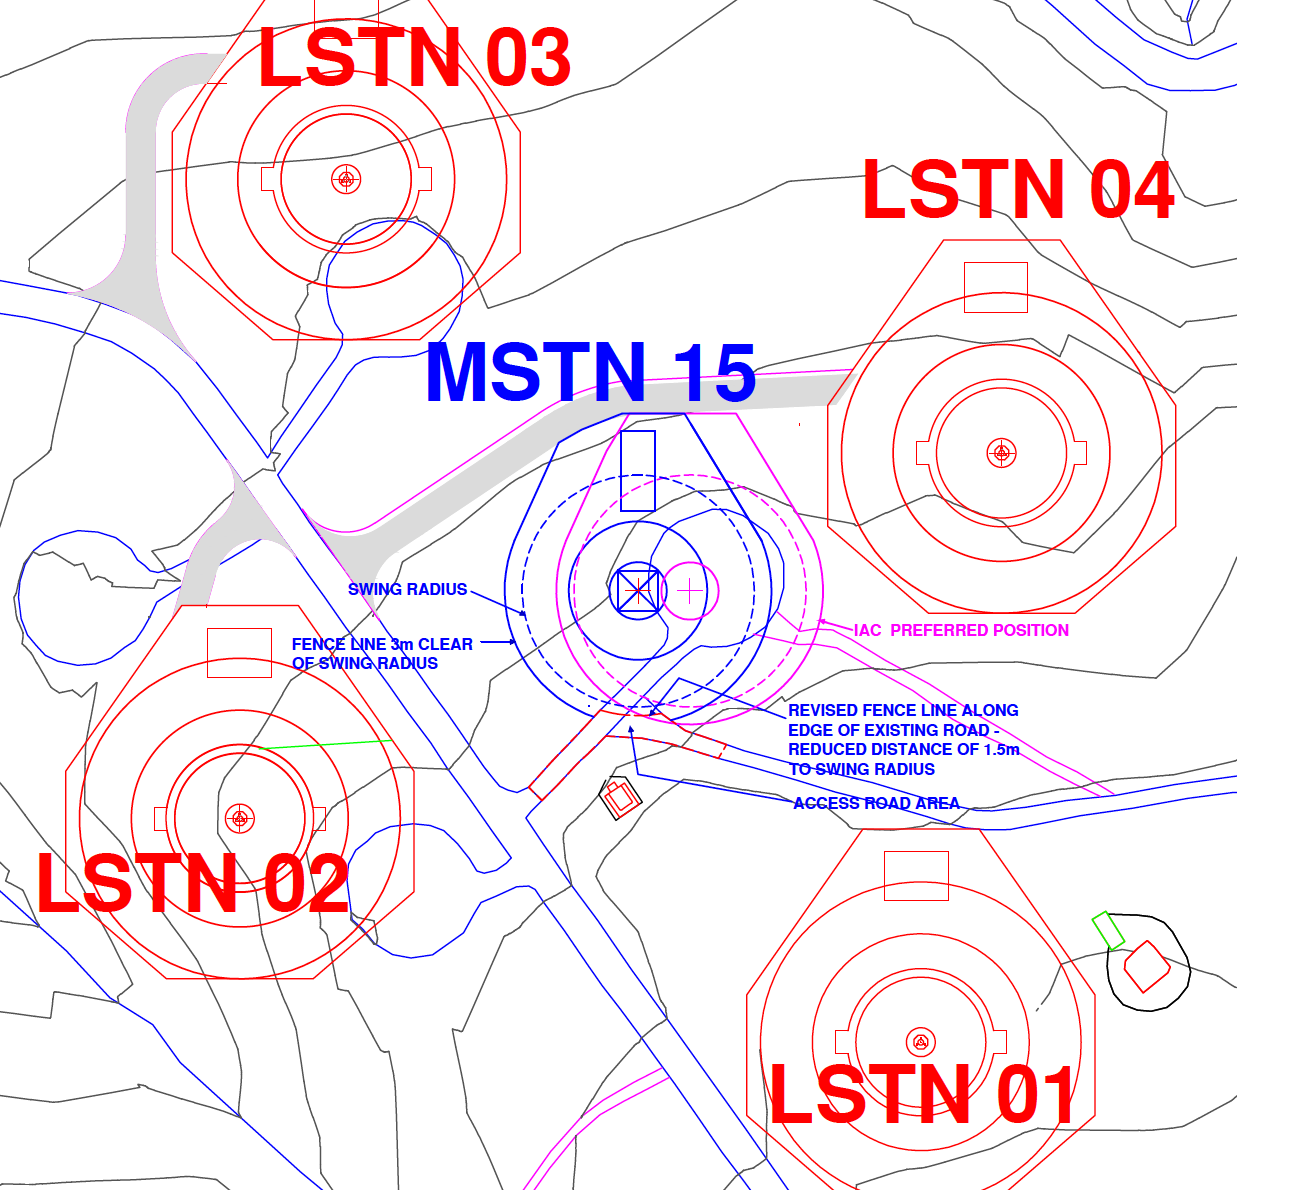 LSTN 03
LSTN 04
MSTN 15
SWING RADIUS
FENCE LINE 3m CLEAR
OF SWING RADIUS
IAC PREFERRED POSITION
REVISED FENCE LINE ALONG
EDGE OF EXISTING ROAD -
REDUCED DISTANCE OF 1.5m
TO SWING RADIUS
ACCESS ROAD AREA
LSTN 02
LSTN 01